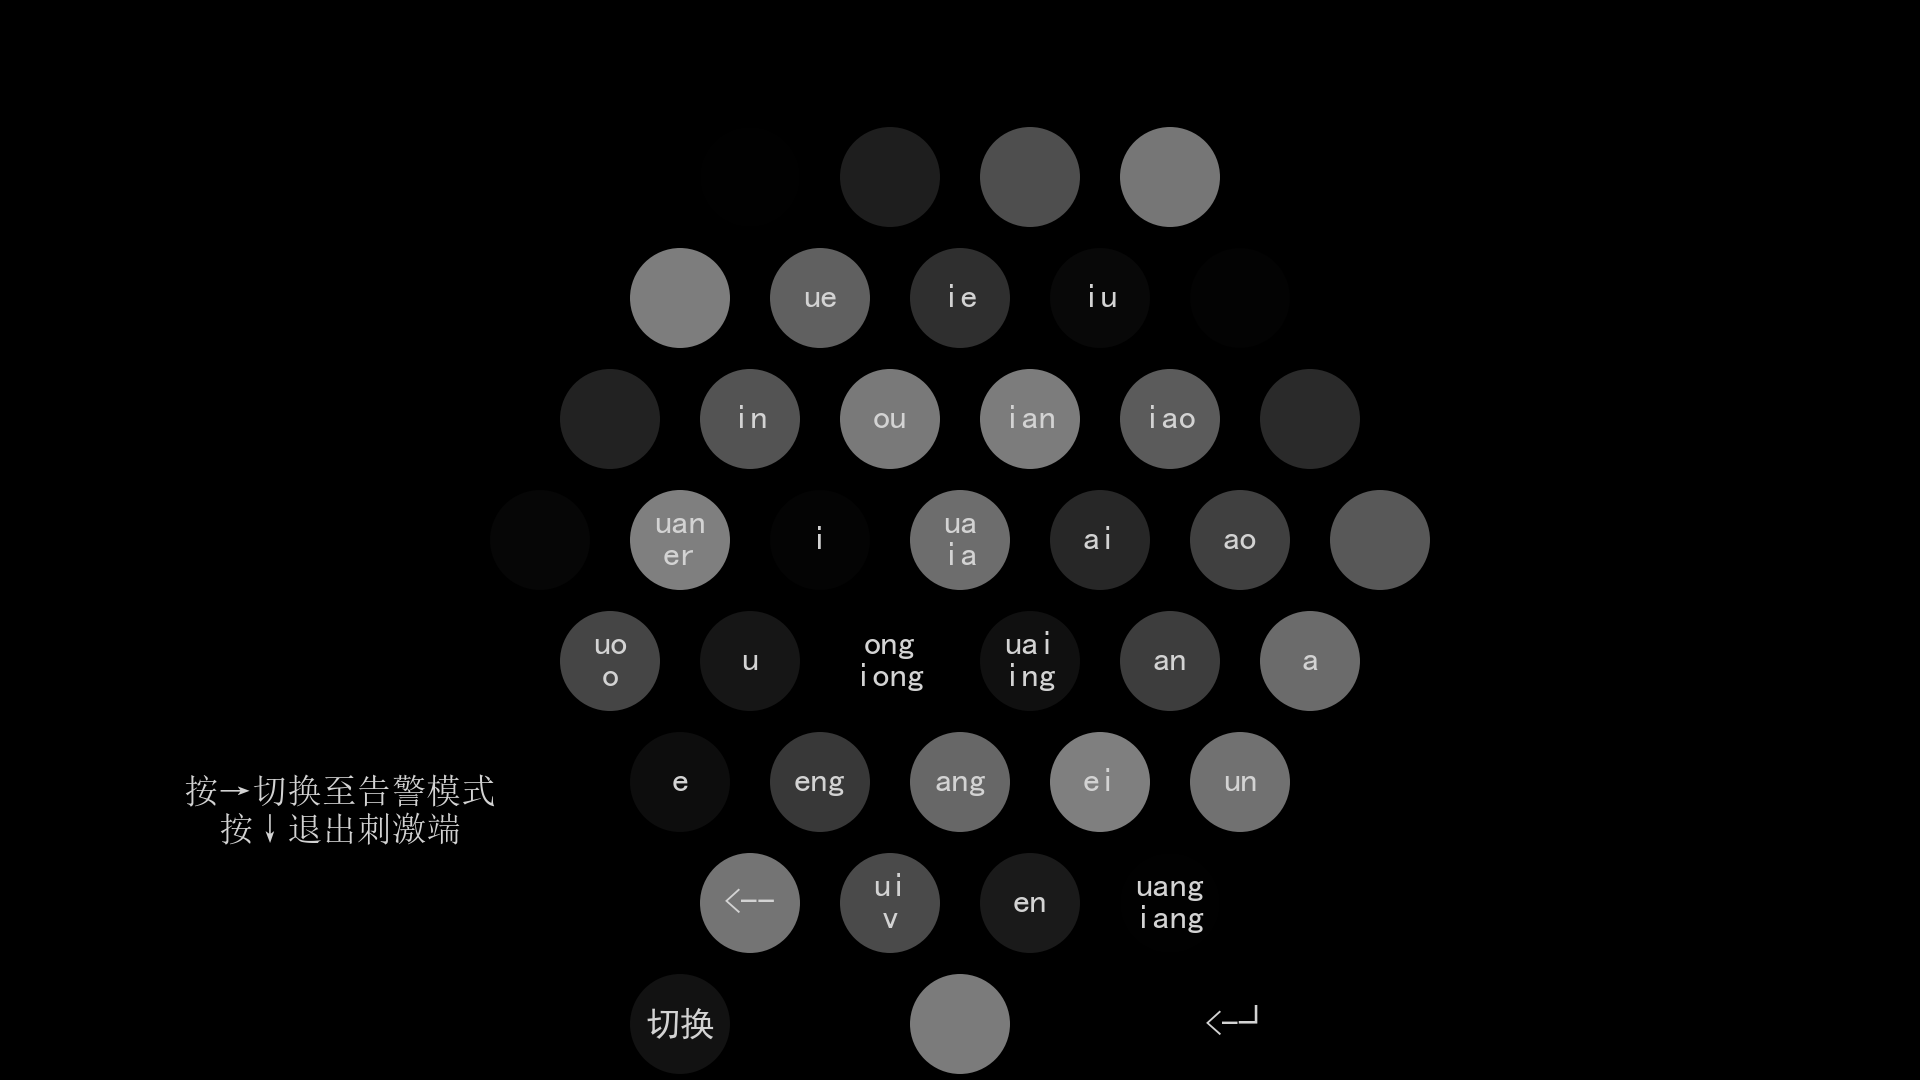 ue
ie
iu
in
ou
ian
iao
uan
er
i
ua
ia
ai
ao
uo
o
u
ong
iong
uai
ing
an
a
e
eng
ang
ei
un
按→切换至告警模式
按↓退出刺激端
<--
ui
v
en
uang
iang
切换
<-┘